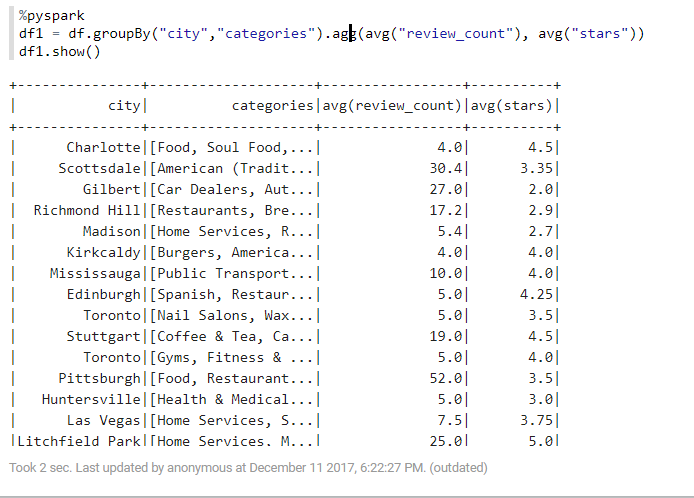 %pyspark
df1 = df.groupBy("city","categories").agg(avg("review_count"), avg("stars"))
df1.show()
+---------------+--------------------+-----------------+----------+
|           city|          categories|avg(review_count)|avg(stars)|
+---------------+--------------------+-----------------+----------+
|      Charlotte|[Food, Soul Food,...|              4.0|       4.5|
|     Scottsdale|[American (Tradit...|             30.4|      3.35|
|        Gilbert|[Car Dealers, Aut...|             27.0|       2.0|
|  Richmond Hill|[Restaurants, Bre...|             17.2|       2.9|
|        Madison|[Home Services, R...|              5.4|       2.7|
|      Kirkcaldy|[Burgers, America...|              4.0|       4.0|
|    Mississauga|[Public Transport...|             10.0|       4.0|
|      Edinburgh|[Spanish, Restaur...|              5.0|      4.25|
|        Toronto|[Nail Salons, Wax...|              5.0|       3.5|
|      Stuttgart|[Coffee & Tea, Ca...|             19.0|       4.5|
|        Toronto|[Gyms, Fitness & ...|              5.0|       4.0|
|     Pittsburgh|[Food, Restaurant...|             52.0|       3.5|
|   Huntersville|[Health & Medical...|              5.0|       3.0|
|      Las Vegas|[Home Services, S...|              7.5|      3.75|
|Litchfield Park|[Home Services, M...|             25.0|       5.0|
Took 2 sec. Last updated by anonymous at December 11 2017, 6:22:27 PM. (outdated)